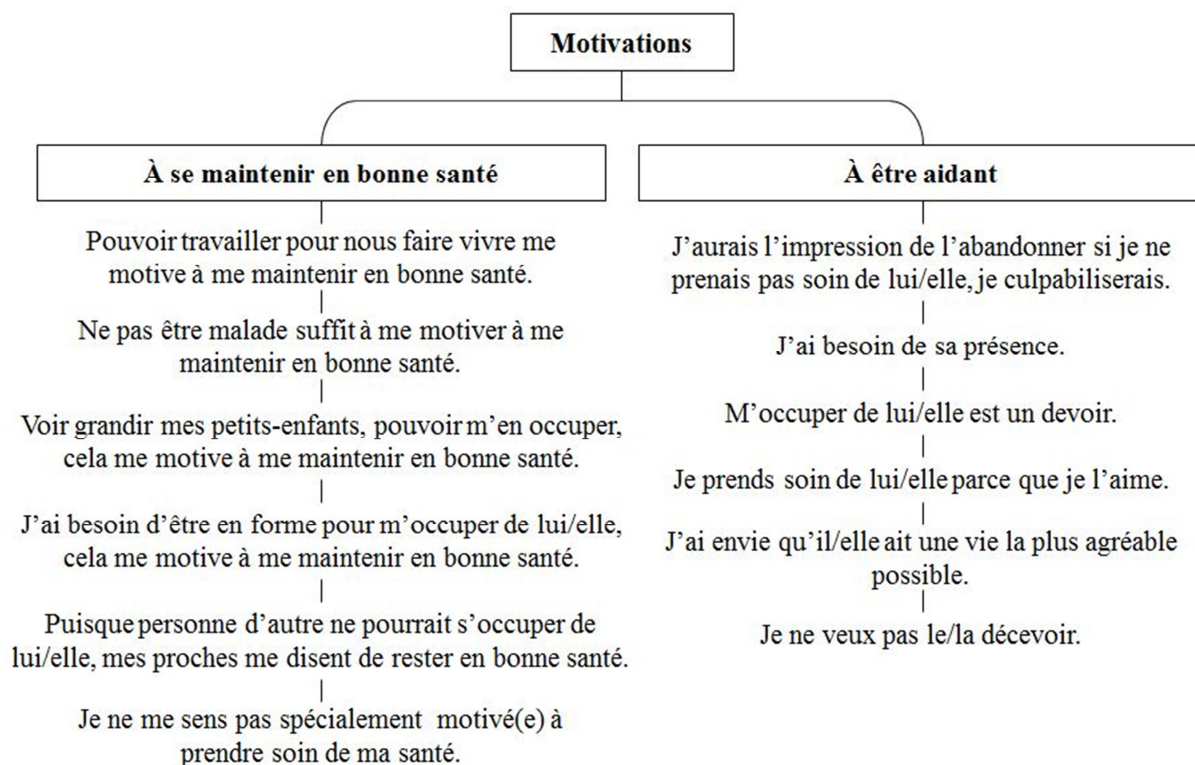 Motivations
À se maintenir en bonne santé
Pouvoir travailler pour nous faire vivre me
motive à me maintenir en bonne santé.
Ne pas être malade suffit à me motiver à me
maintenir en bonne santé.
Voir grandir mes petits-enfants, pouvoir m’en occuper,
cela me motive à me maintenir en bonne santé.
J’ai besoin d’être en forme pour m’occuper de lui/elle,
cela me motive à me maintenir en bonne santé.
Puisque personne d’autre ne pourrait s’occuper de
lui/elle, mes proches me disent de rester en bonne santé.
Je ne me sens pas spécialement motivé(e) à
prendre soin de ma santé.
À être aidant
J’aurais l’impression de l’abandonner si je ne
prenais pas soin de lui/elle, je culpabiliserais.
J’ai besoin de sa présence.
M’occuper de lui/elle est un devoir.
Je prends soin de lui/elle parce que je l’aime.
J’ai envie qu’il/elle ait une vie la plus agréable
possible.
Je ne veux pas le/la décevoir.